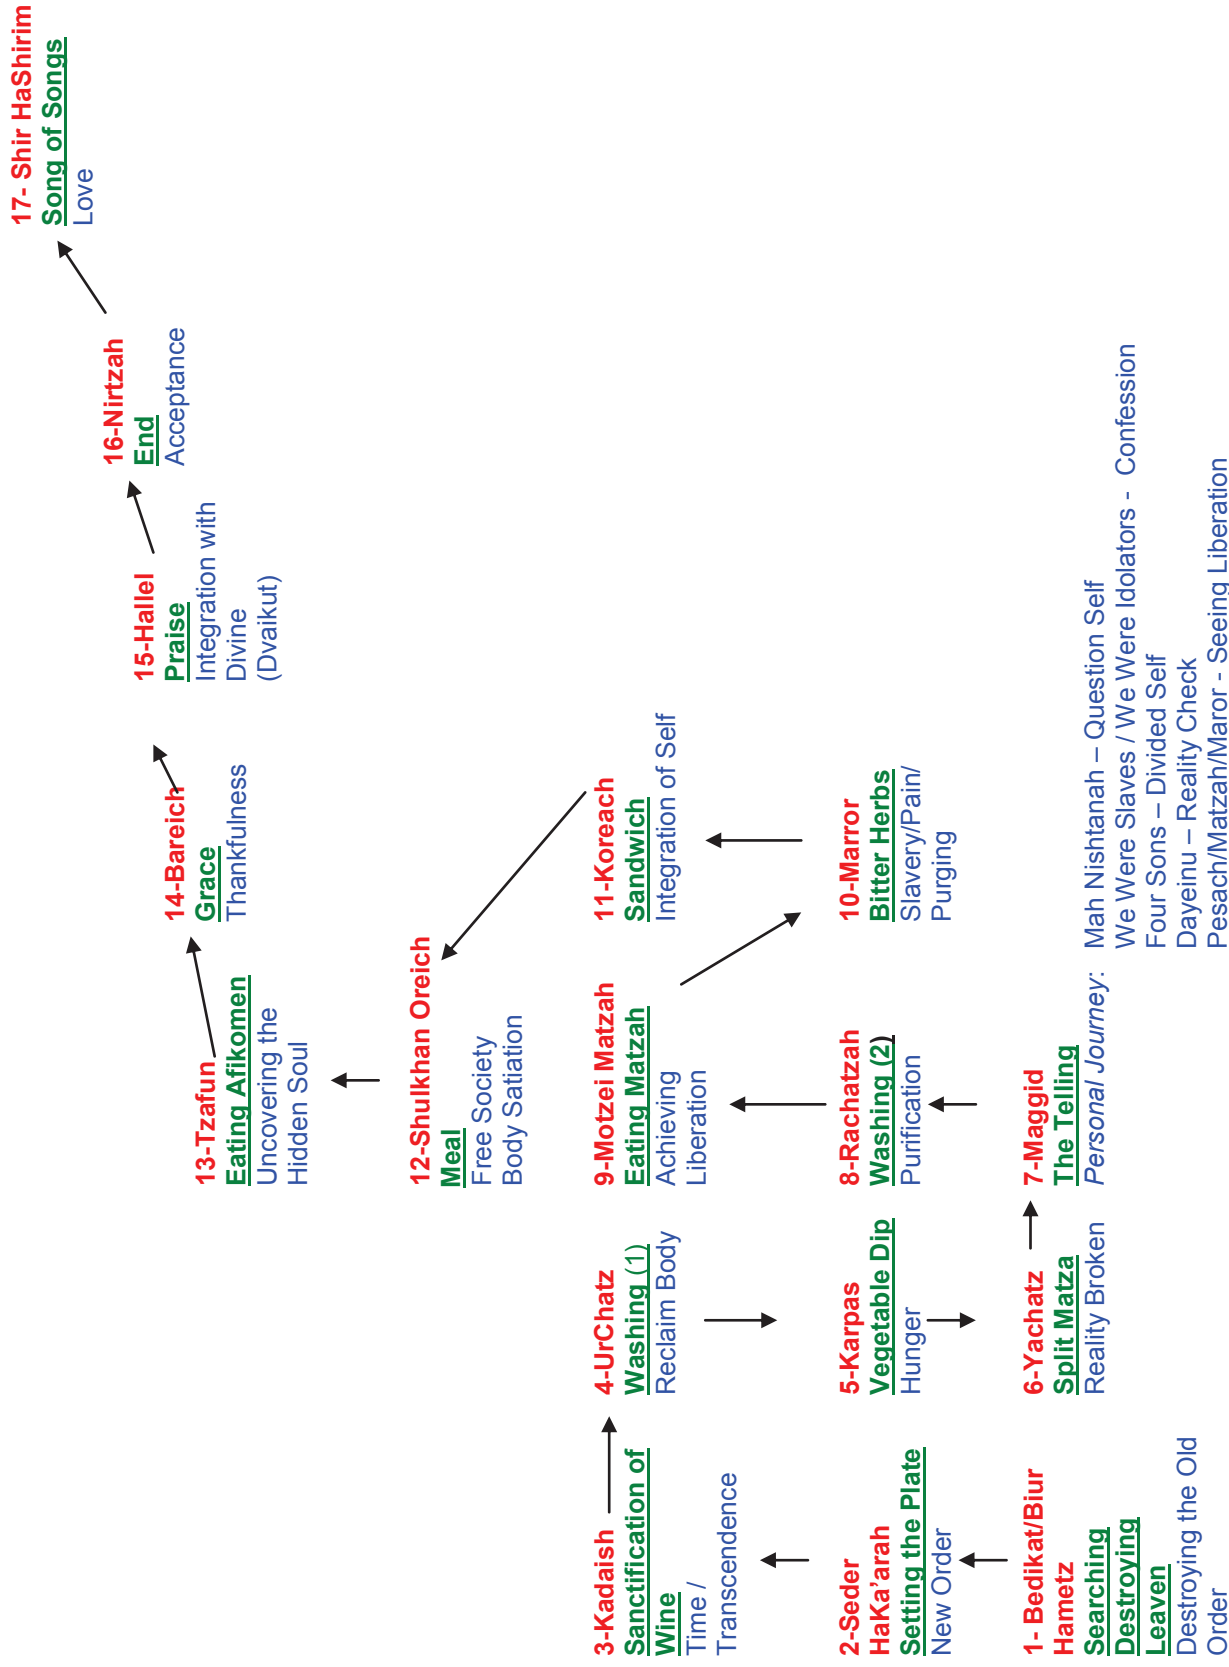 1- Bedikat/Biur
Hametz
Searching
Destroying
Leaven
Destroying the Old
Order
2-Seder
HaKa'arah
Setting the Plate
New Order
3-Kadaish
Sanctification of
Wine
Time /
Transcendence
4-UrChatz
Washing (1)
Reclaim Body
5-Karpas
Vegetable Dip
Hunger
6-Yachatz
Split Matza
Reality Broken
7-Maggid
The Telling
Personal Journey:
Mah Nishtanah – Question Self
We Were Slaves / We Were Idolators - Confession
Four Sons – Divided Self
Dayeinu – Reality Check
Pesach/Matzah/Maror - Seeing Liberation
8-Rachatzah
Washing (2)
Purification
9-Motzei Matzah
Eating Matzah
Achieving
Liberation
10-Marror
Bitter Herbs
Slavery/Pain/
Purging
11-Koreach
Sandwich
Integration of Self
12-Shulkhan Oreich
Meal
Free Society
Body Satiation
13-Tzafun
Eating Afikomen
Uncovering the
Hidden Soul
14-Bareich
Grace
Thankfulness
15-Hallel
Praise
Integration with
Divine
(Dvaikut)
16-Nirtzah
End
Acceptance
17- Shir HaShirim
Song of Songs
Love